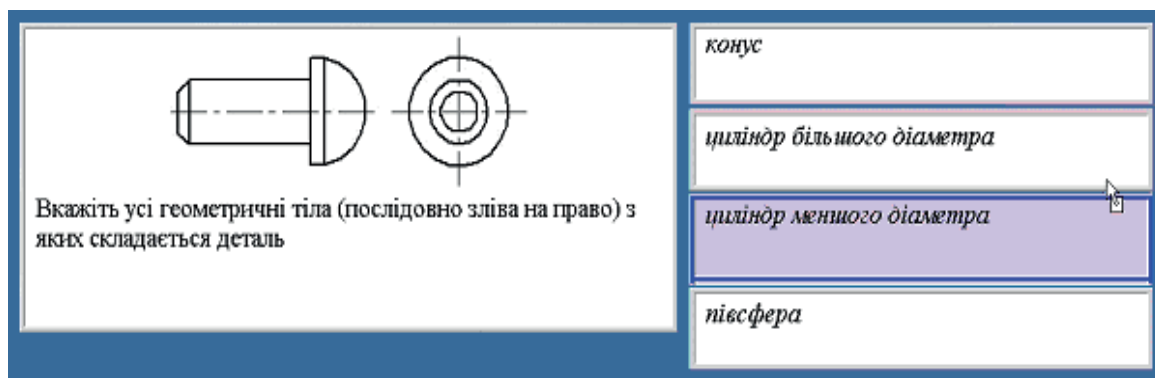 Вкажіть усі геометричні тіла (послідовно зліва на право) з
яких складається деталь
конус
циліндр більшого діаметра
циліндр меншого діаметра
півсфера